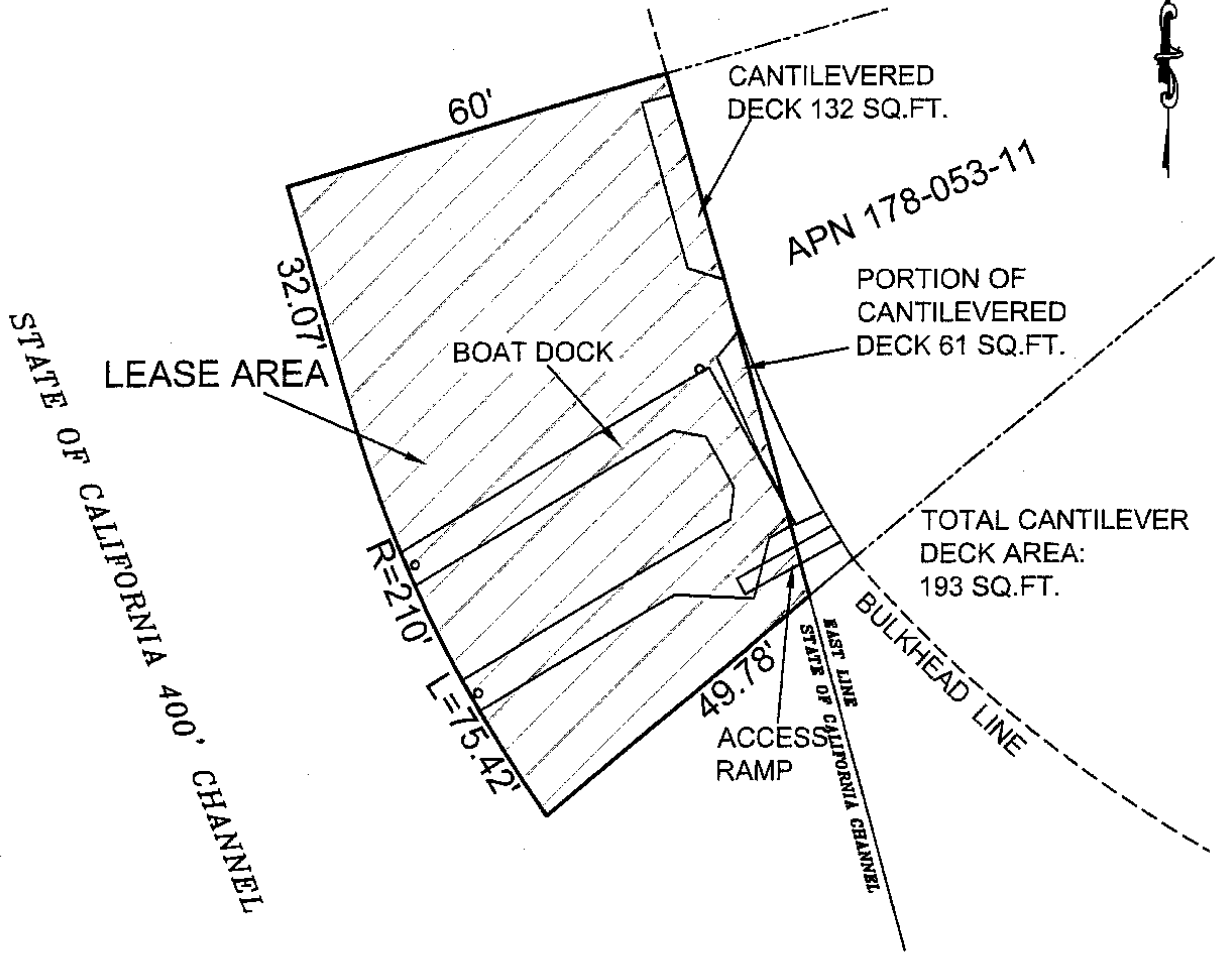 60'
CANTILEVERED
DECK 132 SQ.FT.
APN 178-053-11
PORTION OF
CANTILEVERED
DECK 61 SQ.FT.
32.07'
LEASE AREA
BOAT DOCK
STATE OF CALIFORNIA 400' CHANNEL
R=210'
L=75.42'
49.78'
ACCESS
RAMP
EAST LINE
STATE OF CALIFORNIA CHANNEL
TOTAL CANTILEVER
DECK AREA:
193 SQ.FT.
BULKHEAD LINE